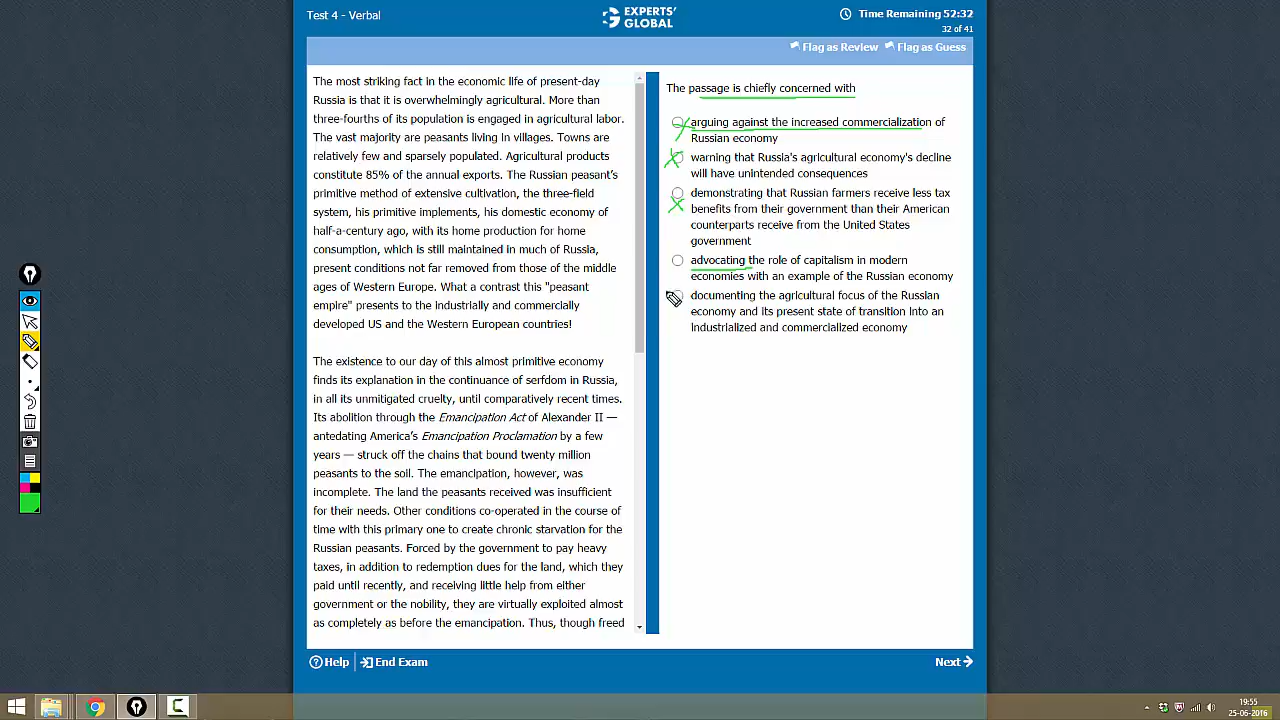 Test 4 - Verbal
EXPERTS'
GLOBAL
Time Remaining 52:32
32 of 41
Flag as Review
Flag as Guess
The most striking fact in the economic life of present-day
Russia is that it is overwhelmingly agricultural. More than
three-fourths of its population is engaged in agricultural labor.
The vast majority are peasants living in villages. Towns are
relatively few and sparsely populated. Agricultural products
constitute 85% of the annual exports. The Russian peasant's
primitive method of extensive cultivation, the three-field
system, his primitive implements, his domestic economy of
half-a-century ago, with its home production for home
consumption, which is still maintained in much of Russia,
present conditions not far removed from those of the middle
ages of Western Europe. What a contrast this "peasant
empire" presents to the industrially and commercially
developed US and the Western European countries!
The existence to our day of this almost primitive economy
finds its explanation in the continuance of serfdom in Russia,
in all its unmitigated cruelty, until comparatively recent times.
Its abolition through the Emancipation Act of Alexander II —
antedating America's Emancipation Proclamation by a few
years — struck off the chains that bound twenty million
peasants to the soil. The emancipation, however, was
incomplete. The land the peasants received was insufficient
for their needs. Other conditions co-operated in the course of
time with this primary one to create chronic starvation for the
Russian peasants. Forced by the government to pay heavy
taxes, in addition to redemption dues for the land, which they
paid until recently, and receiving little help from either
government or the nobility, they are virtually exploited almost
as completely as before the emancipation. Thus, though freed
The passage is chiefly concerned with
arguing against the increased commercialization of
Russian economy
warning that Russia's agricultural economy's decline
will have unintended consequences
demonstrating that Russian farmers receive less tax
benefits from their government than their American
counterparts receive from the United States
government
advocating the role of capitalism in modern
economies with an example of the Russian economy
documenting the agricultural focus of the Russian
economy and its present state of transition into an
industrialized and commercialized economy
Help
End Exam
Next
19:55
25-06-2016